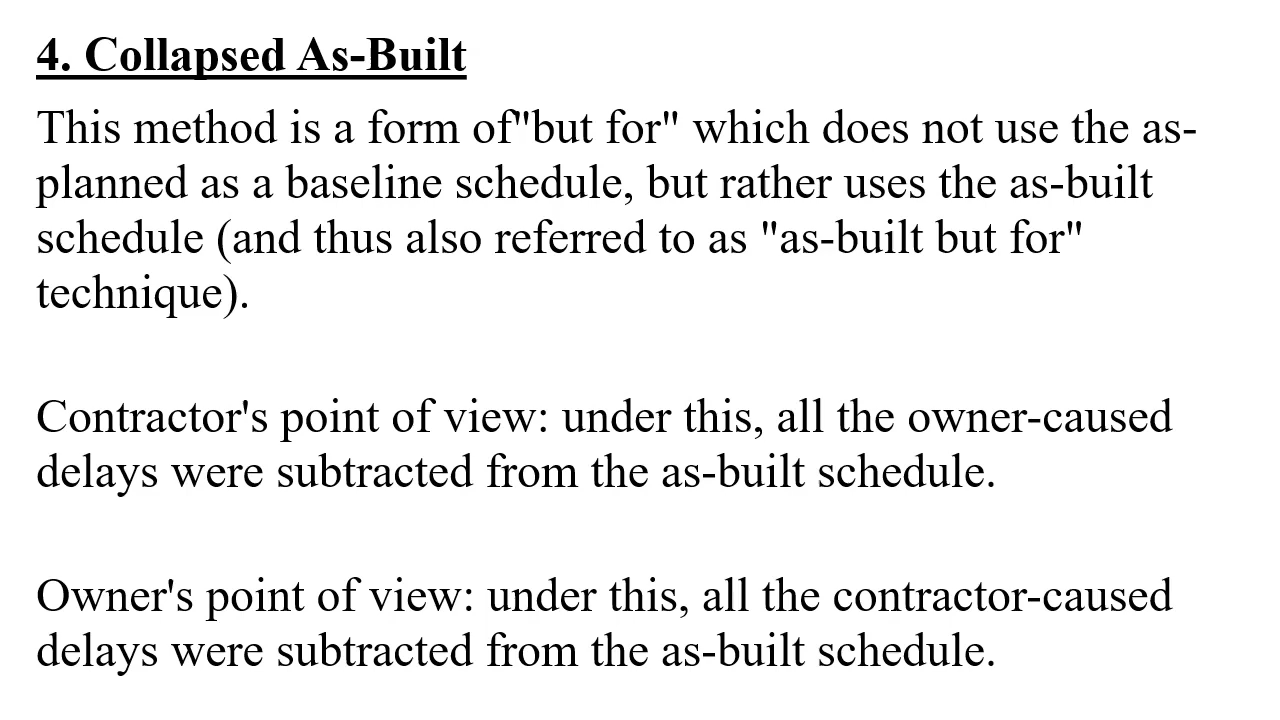 4. Collapsed As-Built
This method is a form of"but for" which does not use the as-
planned as a baseline schedule, but rather uses the as-built
schedule (and thus also referred to as "as-built but for"
technique).
Contractor's point of view: under this, all the owner-caused
delays were subtracted from the as-built schedule.
Owner's point of view: under this, all the contractor-caused
delays were subtracted from the as-built schedule.